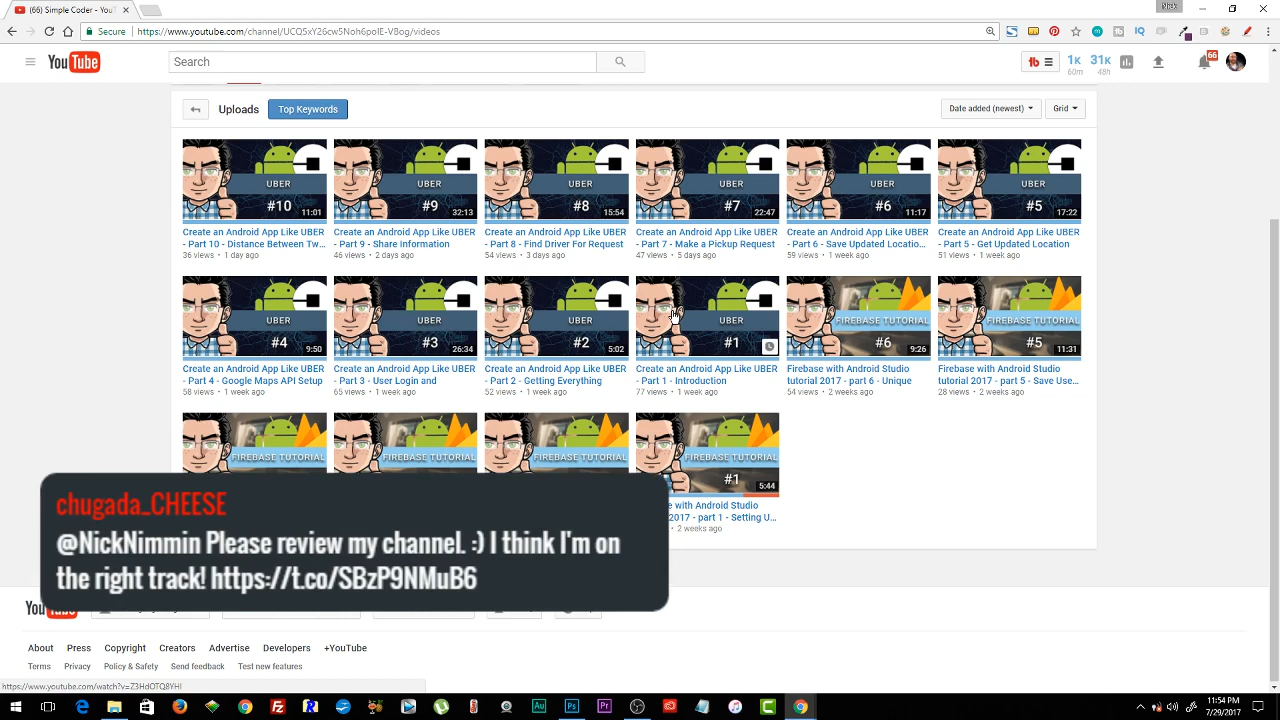 (66) Simple Coder - YouT
Nick
Secure
https://www.youtube.com/channel/UCQ5xY26cw5Noh6poIE-VBog/videos
YouTube
Search
1K
60m
31K
48h
66
Uploads
Top Keywords
Date added (newest)
Grid
UBER
#10
11:01
UBER
#9
32:13
UBER
#8
15:54
UBER
#7
22:47
UBER
#6
11:17
UBER
#5
17:22
Create an Android App Like UBER
- Part 10 - Distance Between Tw...
36 views • 1 day ago
Create an Android App Like UBER
- Part 9 - Share Information
46 views • 2 days ago
Create an Android App Like UBER
- Part 8 - Find Driver For Request
54 views • 3 days ago
Create an Android App Like UBER
- Part 7 - Make a Pickup Request
47 views • 5 days ago
Create an Android App Like UBER
- Part 6 - Save Updated Locatio...
59 views • 1 week ago
Create an Android App Like UBER
- Part 5 - Get Updated Location
51 views • 1 week ago
UBER
#4
9:50
UBER
#3
26:34
UBER
#2
5:02
UBER
#1
FIREBASE TUTORIAL
#6
9:26
FIREBASE TUTORIAL
#5
11:31
Create an Android App Like UBER
- Part 4 - Google Maps API Setup
58 views • 1 week ago
Create an Android App Like UBER
- Part 3 - User Login and
65 views • 1 week ago
Create an Android App Like UBER
- Part 2 - Getting Everything
52 views • 1 week ago
Create an Android App Like UBER
- Part 1 - Introduction
77 views • 1 week ago
Firebase with Android Studio
tutorial 2017 - part 6 - Unique
54 views • 2 weeks ago
Firebase with Android Studio
tutorial 2017 - part 5 - Save Use...
28 views • 2 weeks ago
FIREBASE TUTORIAL
FIREBASE TUTORIAL
FIREBASE TUTORIAL
FIREBASE TUTORIAL
#1
5:44
with Android Studio
2017 - part 1 - Setting U...
2 weeks ago
chugada_CHEESE
@NickNimmin Please review my channel. :) I think I'm on
the right track! https://t.co/SBzP9NMuB6
YouTube
About Press Copyright Creators Advertise Developers +YouTube
Terms Privacy Policy & Safety Send feedback Test new features
https://www.youtube.com/watch?v=Z3HdOTQ8YHI
11:54 PM
7/29/2017